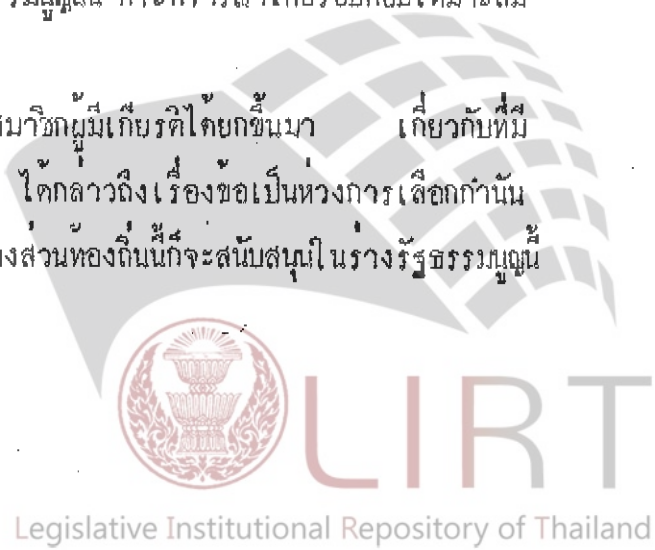 สมาชิกผู้มีเกียรติได้ยกขึ้นมา เกี่ยวกับที่มี
ได้กล่าวถึงเรื่องข้อเป็นห่วงการเลือกกำนัน
งส่วนท้องถิ่นนี้ก็จะสนับสนุนในร่างรัฐธรรมนูญนี้
LIRT
Legislative Institutional Repository of Thailand